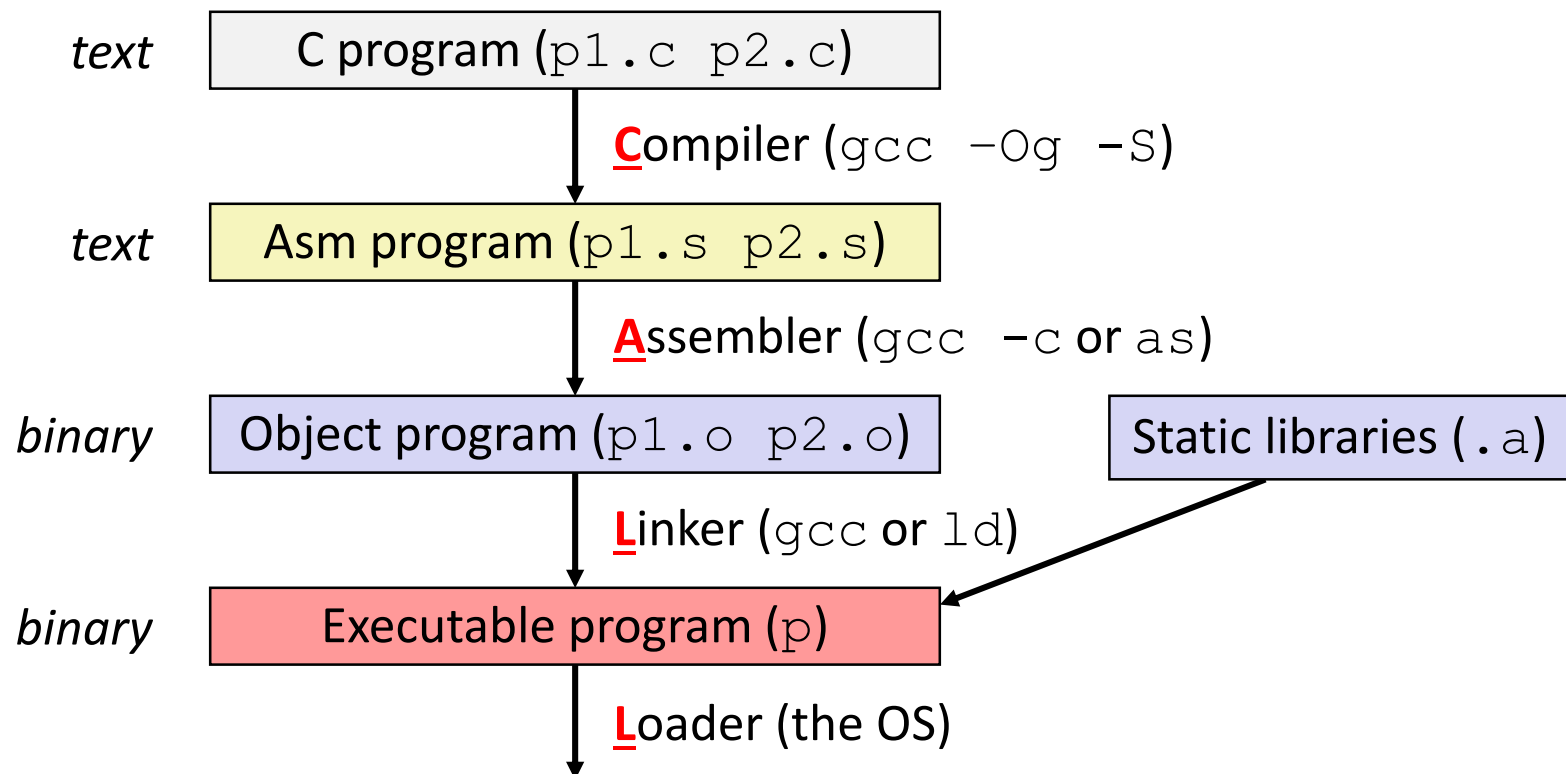 text C program (p1.c p2.c)
Compiler (gcc -Og -S)
text Asm program (p1.s p2.s)
Assembler (gcc -c or as)
binary Object program (p1.o p2.o) Static libraries (.a)
Linker (gcc or ld)
binary Executable program (p)
Loader (the OS)